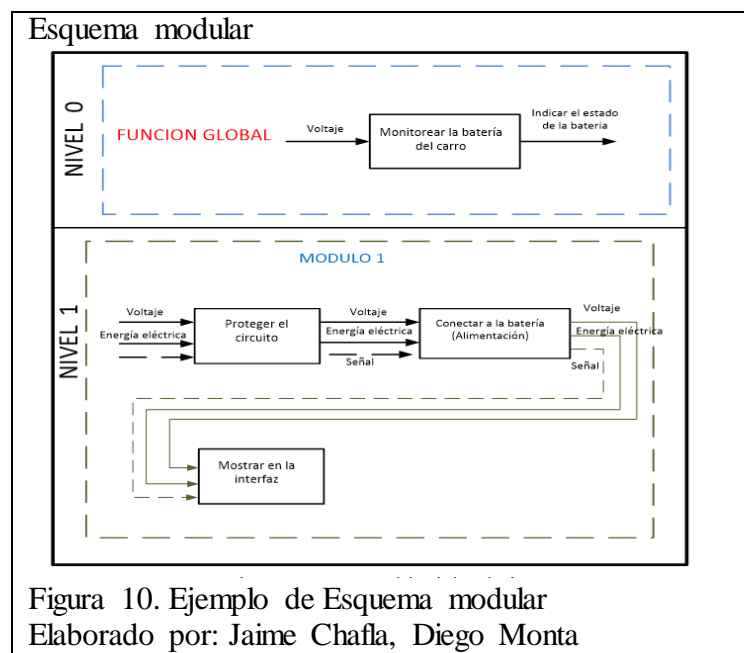 Esquema modular
NIVEL 0
FUNCION GLOBAL
Voltaje
Monitorear la batería
del carro
Indicar el estado
de la bateria
NIVEL 1
MODULO 1
Voltaje
Energía eléctrica
Proteger el
circuito
Voltaje
Energía eléctrica
Señal
Conectar a la batería
(Alimentación)
Voltaje
Energía eléctrica
Señal
Mostrar en la
interfaz
Figura 10. Ejemplo de Esquema modular
Elaborado por: Jaime Chafla, Diego Monta